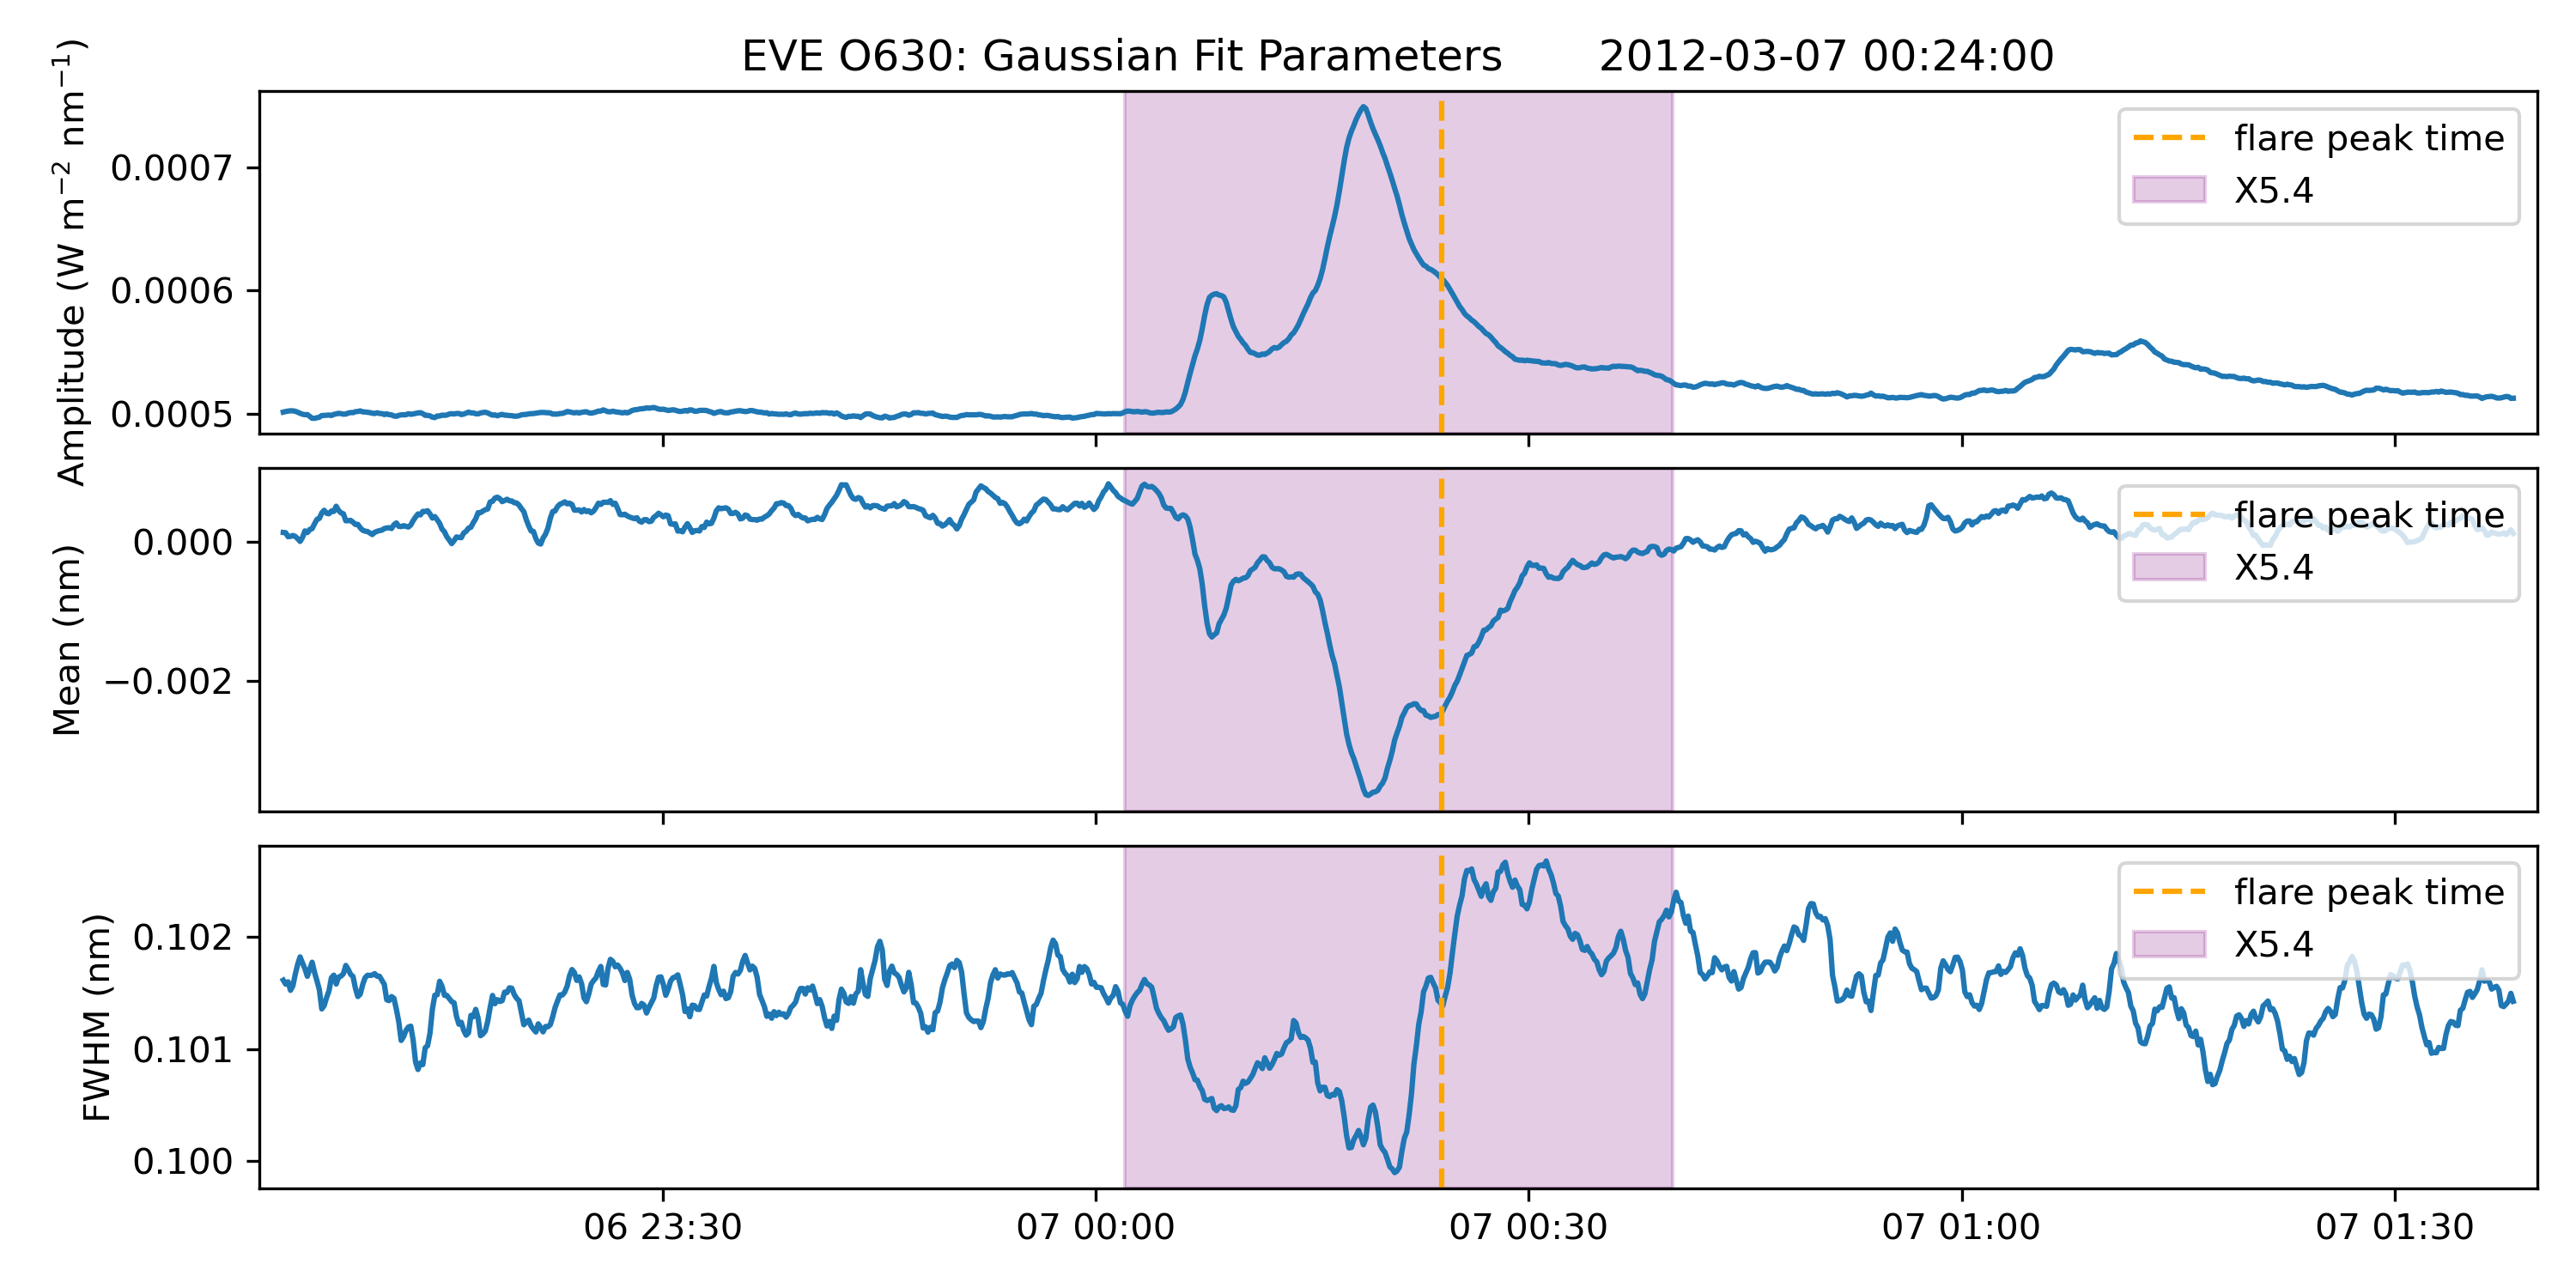 EVE O630: Gaussian Fit Parameters 2012-03-07 00:24:00
Amplitude (W m⁻² nm⁻¹)
0.0007
0.0006
0.0005
flare peak time
X5.4
Mean (nm)
0.000
−0.002
flare peak time
X5.4
FWHM (nm)
0.102
0.101
0.100
flare peak time
X5.4
06 23:30 07 00:00 07 00:30 07 01:00 07 01:30